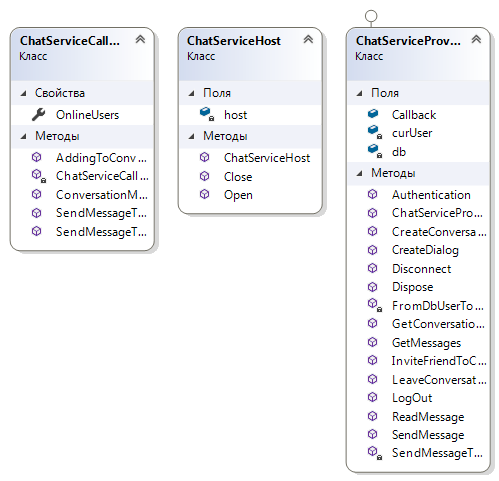 ChatServiceCall...
Класс
Свойства
OnlineUsers
Методы
AddingToConv...
ChatServiceCall...
ConversationM...
SendMessageT...
SendMessageT...
ChatServiceHost
Класс
Поля
host
Методы
ChatServiceHost
Close
Open
ChatServiceProv...
Класс
Поля
Callback
curUser
db
Методы
Authentication
ChatServicePro...
CreateConversa...
CreateDialog
Disconnect
Dispose
FromDbUserTo...
GetConversatio...
GetMessages
InviteFriendToC...
LeaveConversat...
LogOut
ReadMessage
SendMessage
SendMessageT...